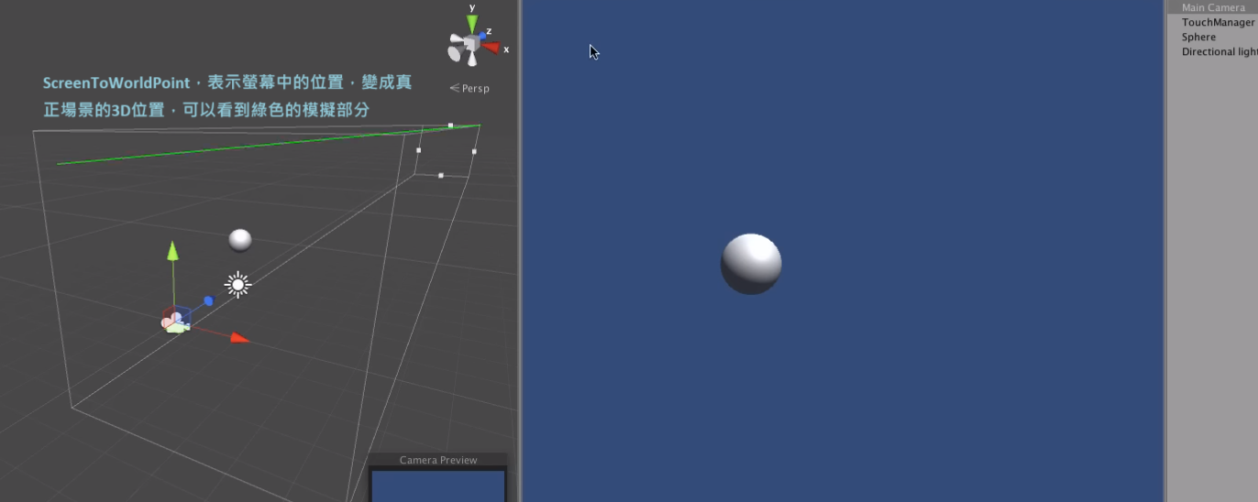 y
z
x
Persp
ScreenToWorldPoint，表示螢幕中的位置，變成真
正場景的3D位置，可以看到綠色的模擬部分
Camera Preview
Main Camera
TouchManager
Sphere
Directional light